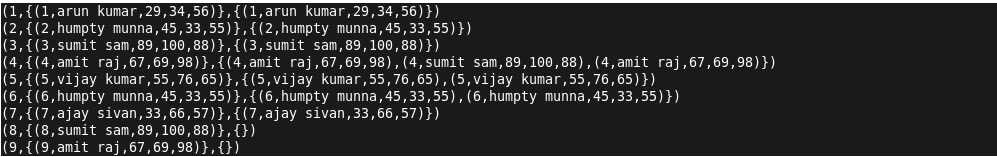 (1,{(1,arun kumar,29,34,56)},{(1,arun kumar,29,34,56)})
(2,{(2,humpty munna,45,33,55)},{(2,humpty munna,45,33,55)})
(3,{(3,sumit sam,89,100,88)},{(3,sumit sam,89,100,88)})
(4,{(4,amit raj,67,69,98)},{(4,amit raj,67,69,98),(4,sumit sam,89,100,88),(4,amit raj,67,69,98)})
(5,{(5,vijay kumar,55,76,65)},{(5,vijay kumar,55,76,65),(5,vijay kumar,55,76,65)})
(6,{(6,humpty munna,45,33,55)},{(6,humpty munna,45,33,55),(6,humpty munna,45,33,55)})
(7,{(7,ajay sivan,33,66,57)},{(7,ajay sivan,33,66,57)})
(8,{(8,sumit sam,89,100,88)},{})
(9,{(9,amit raj,67,69,98)},{})